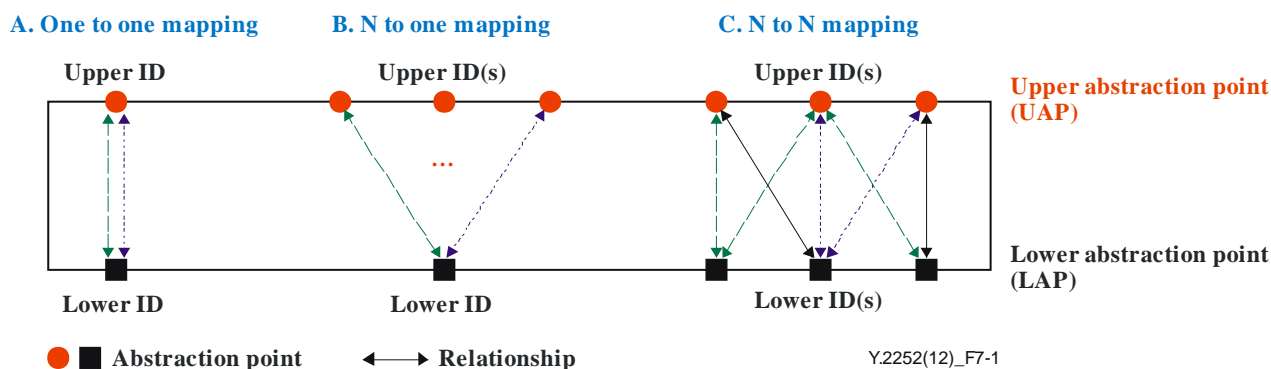 A. One to one mapping
B. N to one mapping
C. N to N mapping
Upper ID
Upper ID(s)
Upper ID(s)
Upper abstraction point
(UAP)
...
Lower abstraction point
(LAP)
Lower ID
Lower ID
Lower ID(s)
Abstraction point
Relationship
Y.2252(12)_F7-1